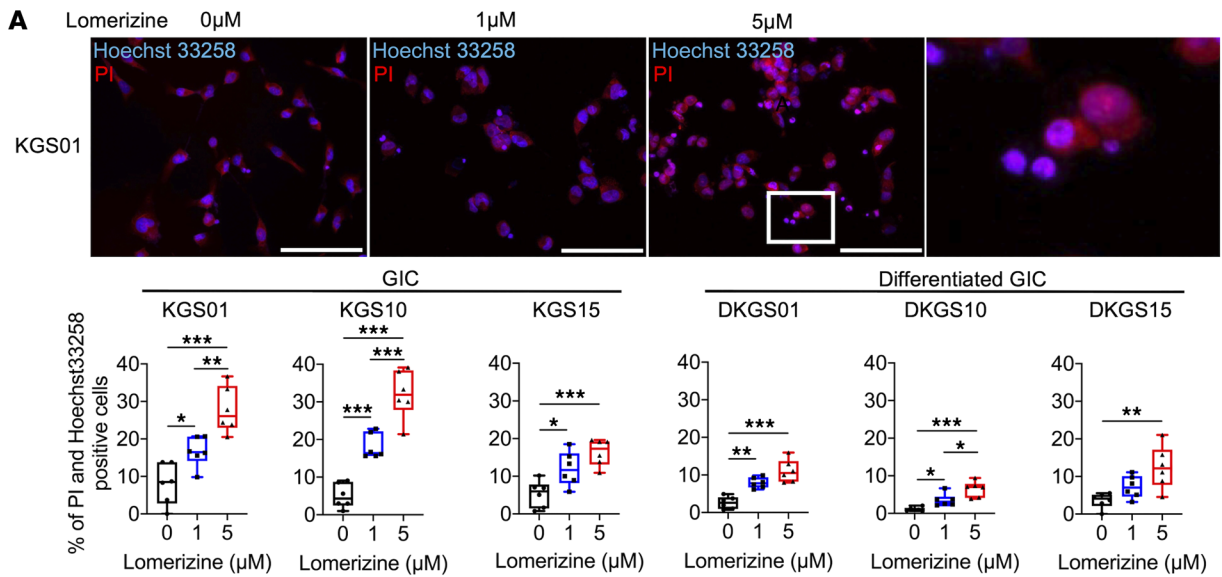 A
Lomerizine 0μM 1μM 5μM
Hoechst 33258 Hoechst 33258 Hoechst 33258
PI PI PI
A
KGS01
GIC Differentiated GIC
KGS01 KGS10 KGS15 DKGS01 DKGS10 DKGS15
% of PI and Hoechst33258
positive cells
*** ** *
*** *** ***
*** *
*** **
*** * *
**
40 40 40 40 40 40
30 30 30 30 30 30
20 20 20 20 20 20
10 10 10 10 10 10
0 0 0 0 0 0
0 1 5 0 1 5 0 1 5 0 1 5 0 1 5 0 1 5
Lomerizine (μM) Lomerizine (μM) Lomerizine (μM) Lomerizine (μM) Lomerizine (μM) Lomerizine (μM)